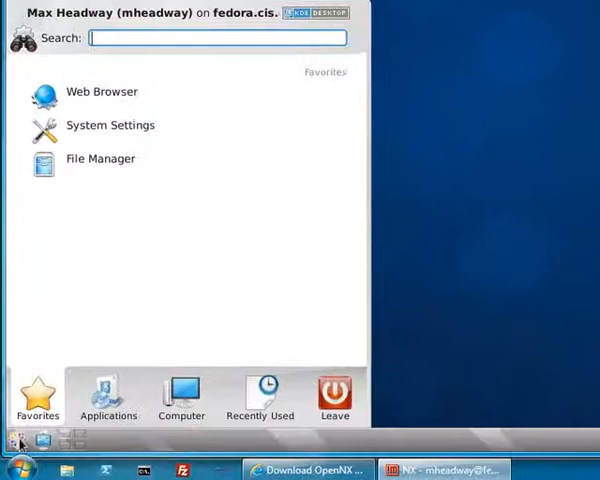 Max Headway (mheadway) on fedora.cis.
KDE DESKTOP
Search:
Favorites
Web Browser
System Settings
File Manager
Favorites
Applications
Computer
Recently Used
Leave
Download OpenNX ...
NX - mheadway@fe...